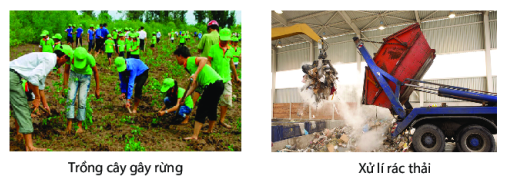 Trồng cây gây rừng
Xử lí rác thải